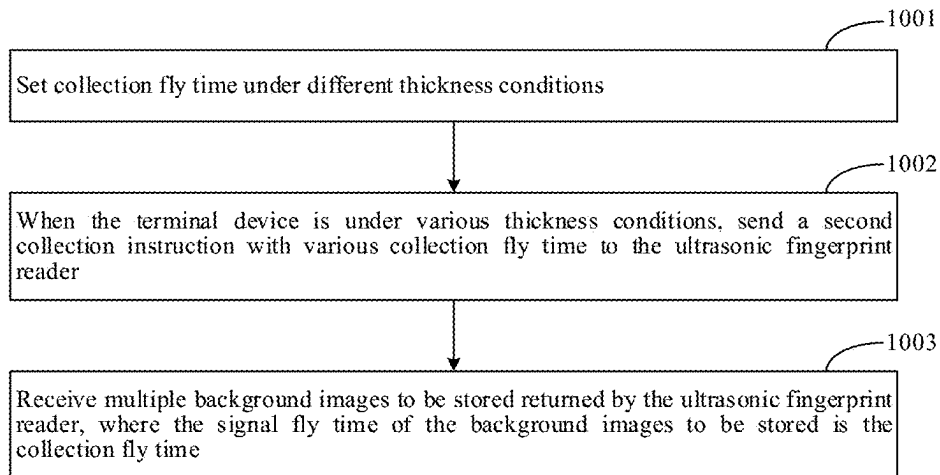 1001
Set collection fly time under different thickness conditions
1002
When the terminal device is under various thickness conditions, send a second
collection instruction with various collection fly time to the ultrasonic fingerprint
reader
1003
Receive multiple background images to be stored returned by the ultrasonic fingerprint
reader, where the signal fly time of the background images to be stored is the
collection fly time